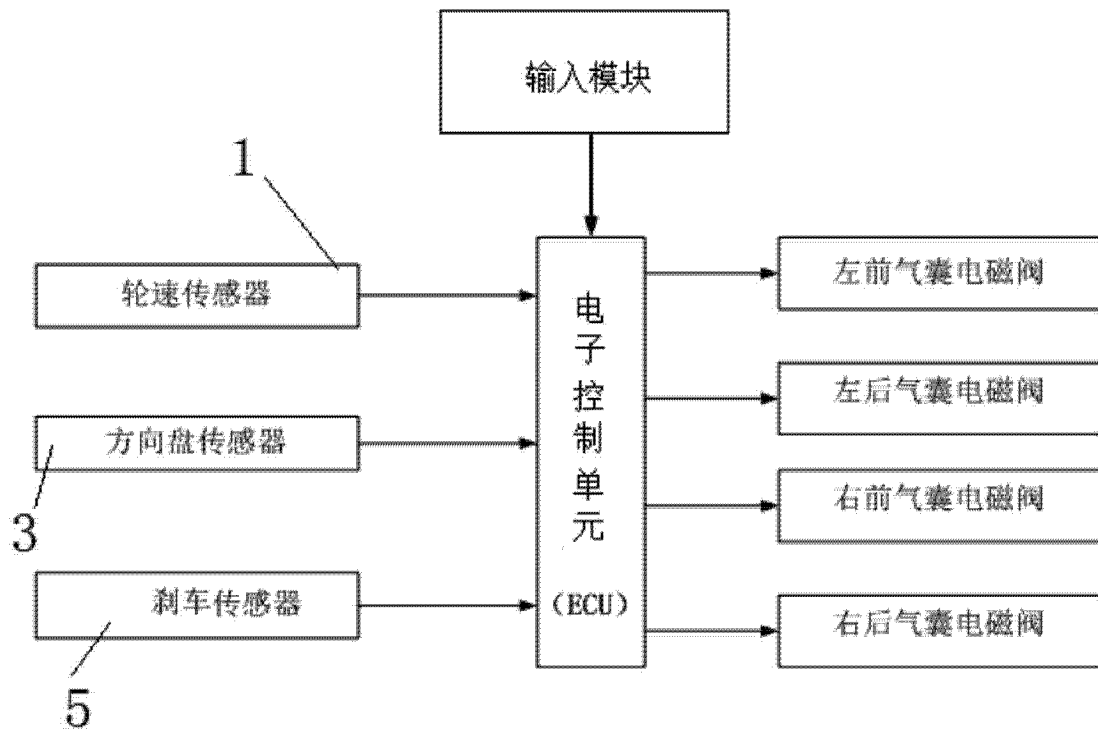 输入模块
1
轮速传感器
方向盘传感器
3
刹车传感器
5
电子控制单元
(ECU)
左前气囊电磁阀
左后气囊电磁阀
右前气囊电磁阀
右后气囊电磁阀